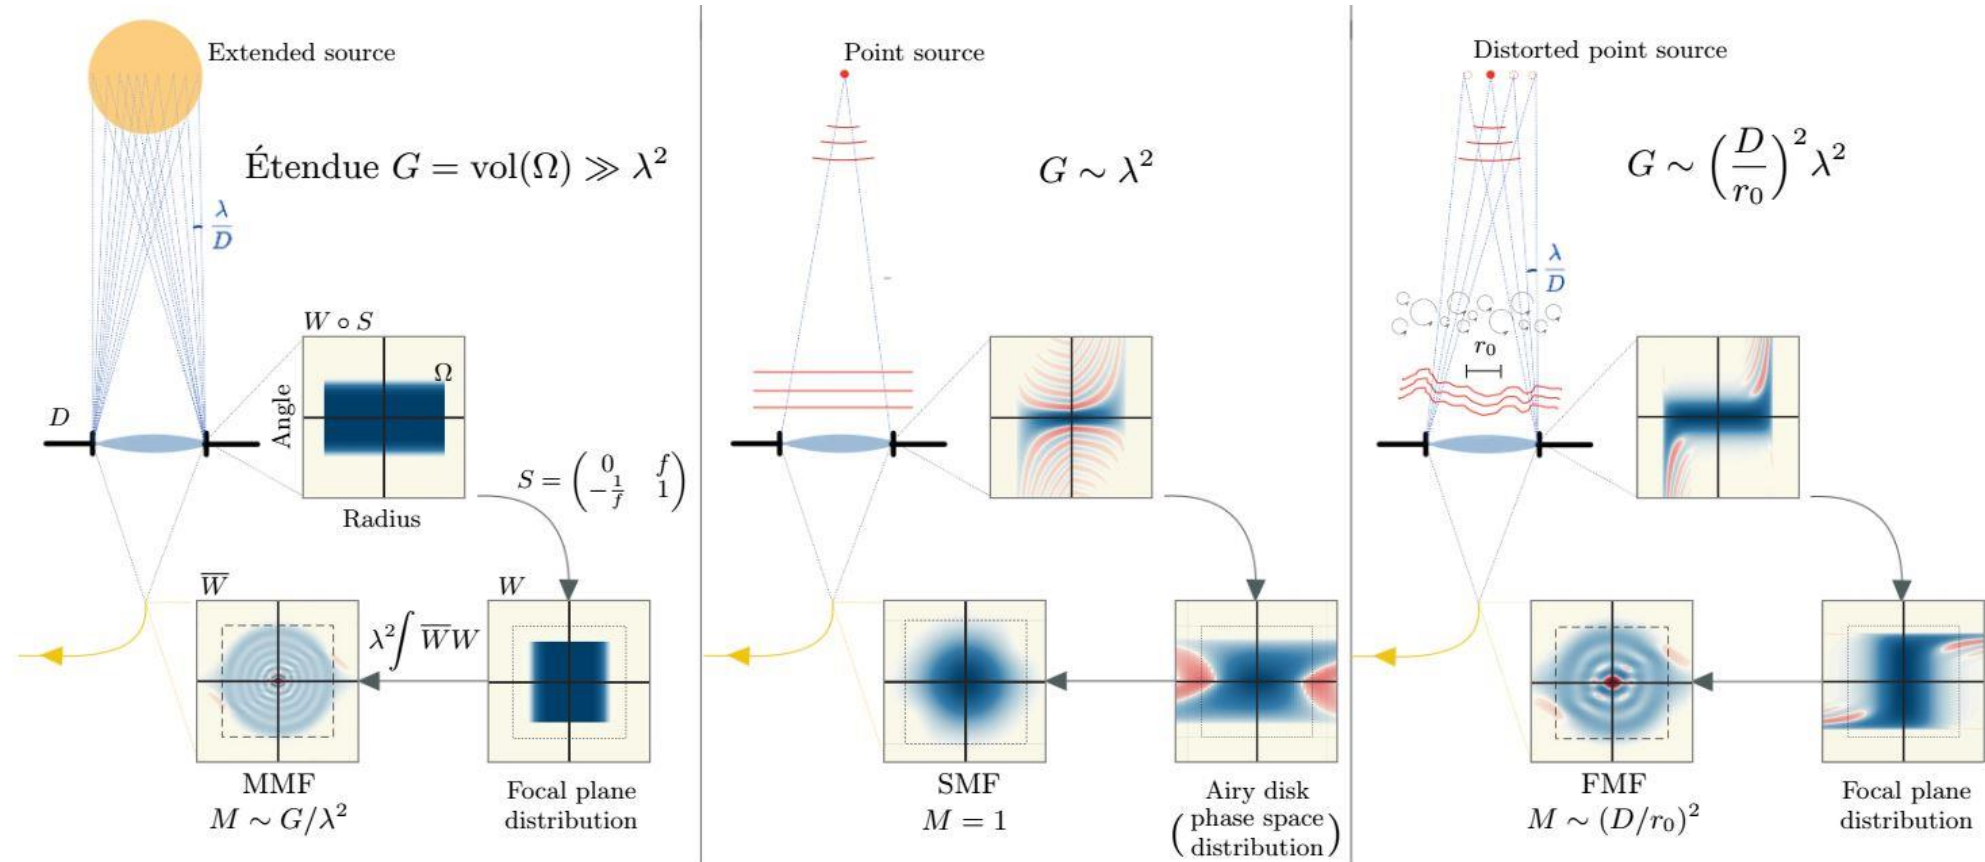 Extended source
Étendue G = vol(Ω) ≫ λ²
λ/D
W ∘ S
Ω
Angle
D
Radius
S = ( 0 f
−1/f 1 )
W̅
λ²∫ W̅W
W
MMF
M ∼ G/λ²
Focal plane
distribution
Point source
G ∼ λ²
SMF
M = 1
Airy disk
( phase space
distribution )
Distorted point source
G ∼ (D/r₀)² λ²
λ/D
r₀
FMF
M ∼ (D/r₀)²
Focal plane
distribution